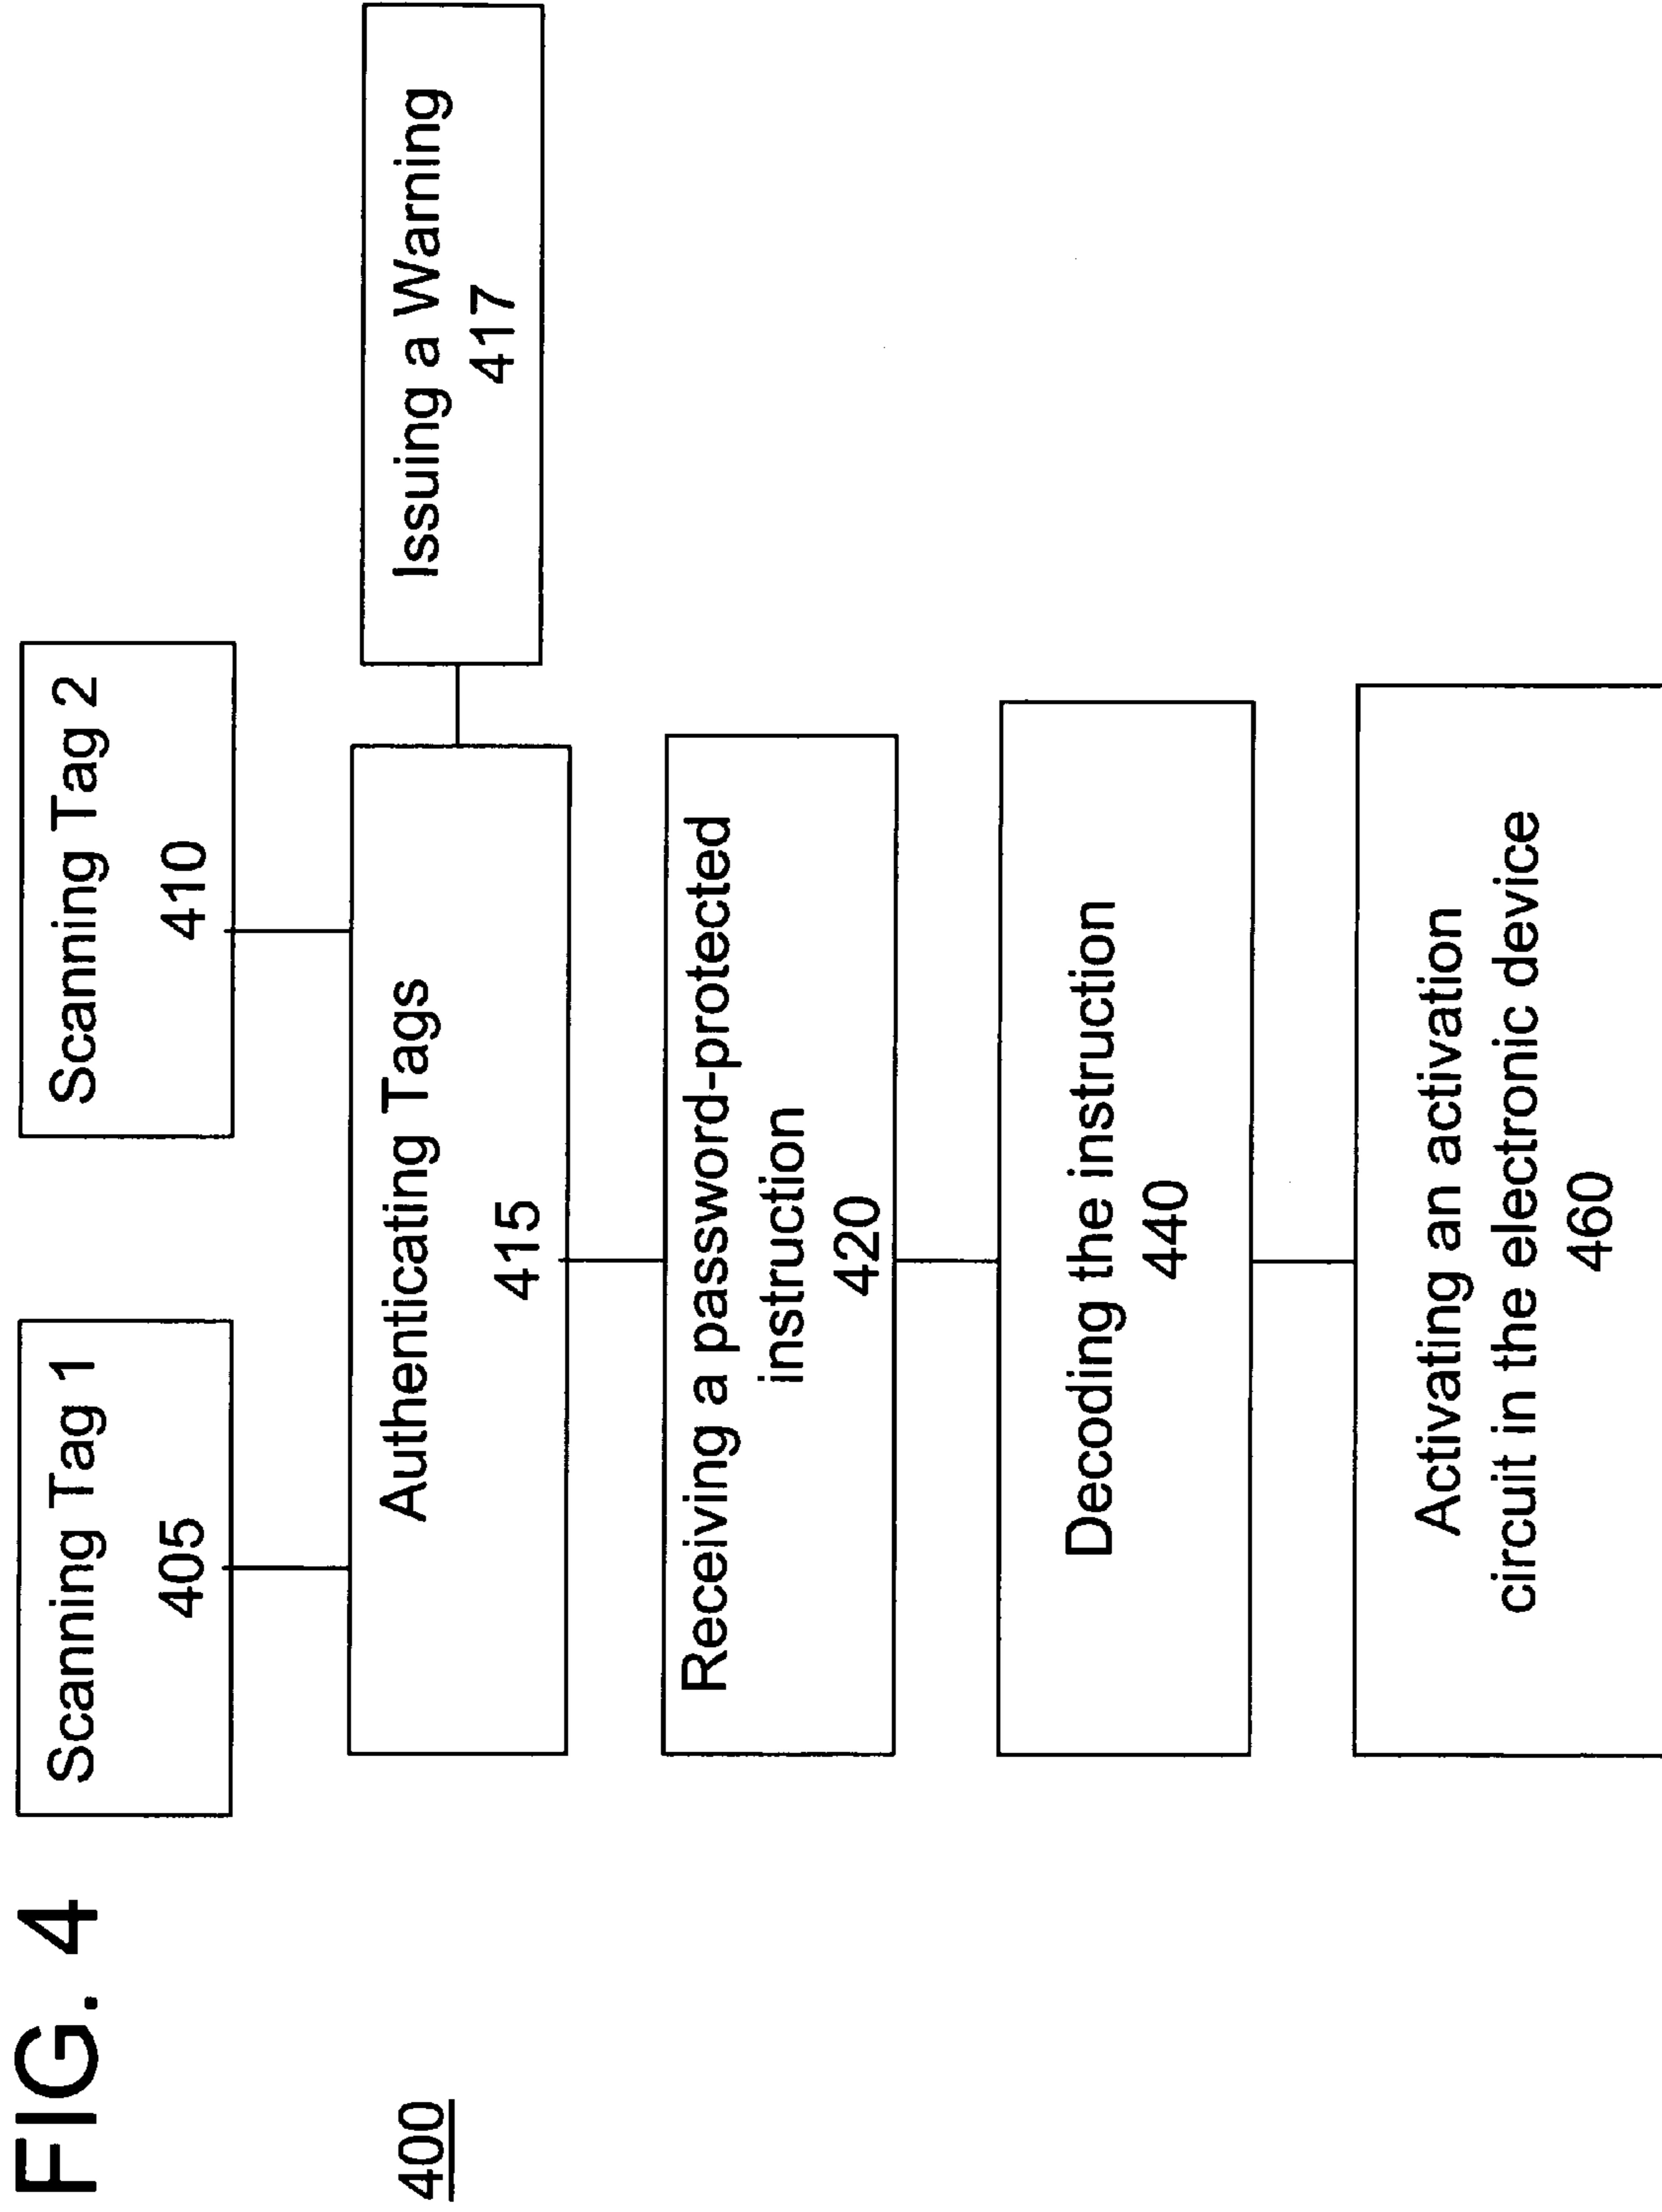 FIG. 4
400
Scanning Tag 1
405
Scanning Tag 2
410
Authenticating Tags
415
Issuing a Warning
417
Receiving a password-protected
instruction
420
Decoding the instruction
440
Activating an activation
circuit in the electronic device
460